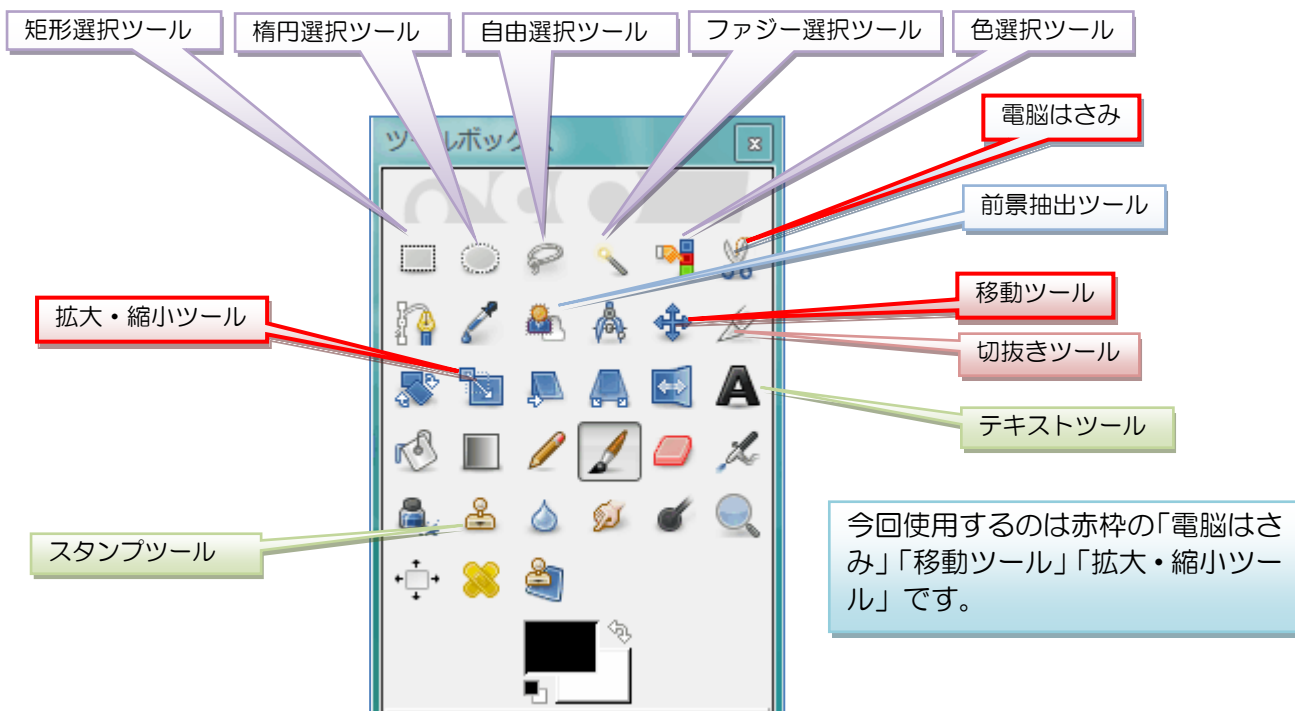 矩形選択ツール
楕円選択ツール
自由選択ツール
ファジー選択ツール
色選択ツール
電脳はさみ
ツールボックス
前景抽出ツール
移動ツール
拡大・縮小ツール
切抜きツール
テキストツール
スタンプツール
今回使用するのは赤枠の「電脳はさ
み」「移動ツール」「拡大・縮小ツー
ル」です。